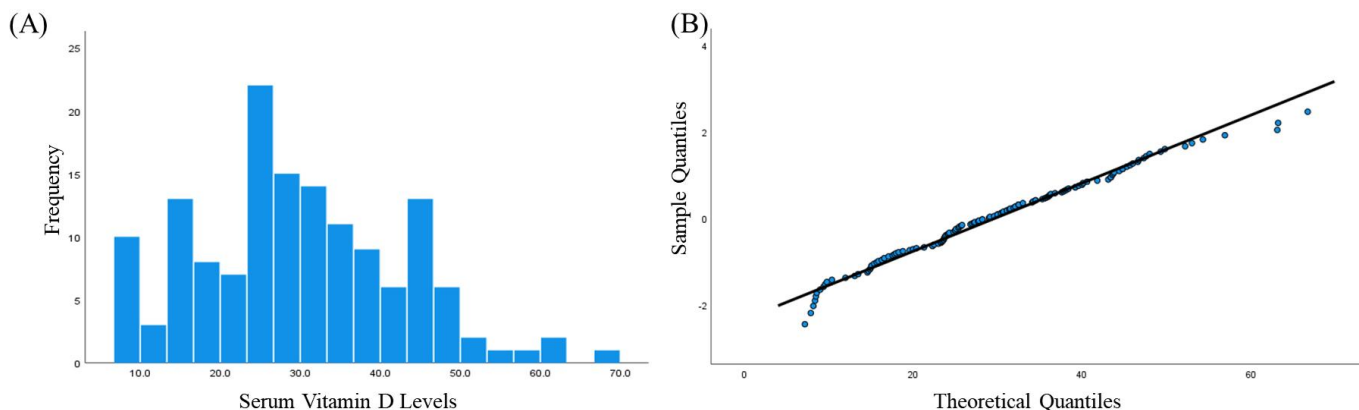 (A)
25
20
15
10
5
0
Frequency
10.0 20.0 30.0 40.0 50.0 60.0 70.0
Serum Vitamin D Levels
(B)
4
2
0
-2
Sample Quantiles
0 20 40 60
Theoretical Quantiles